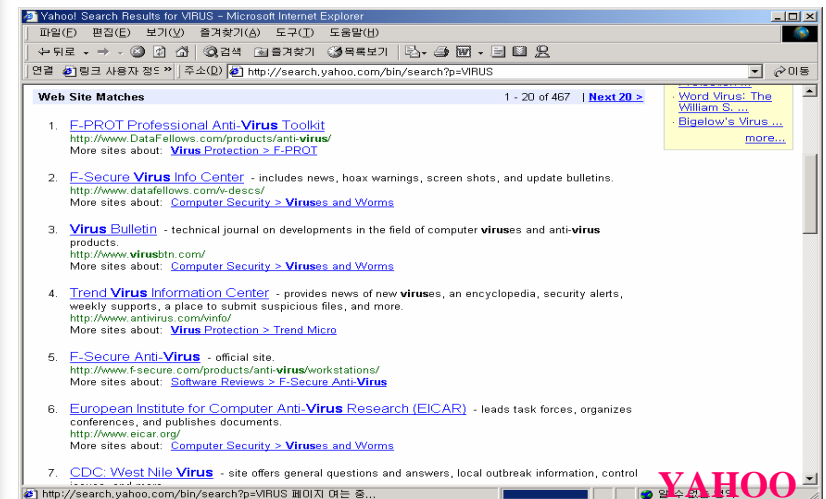 Yahoo! Search Results for VIRUS - Microsoft Internet Explorer
파일(F) 편집(E) 보기(V) 즐겨찾기(A) 도구(T) 도움말(H)
뒤로 검색 즐겨찾기 목록보기
연결 링크 사용자 정의 » 주소(D) http://search.yahoo.com/bin/search?p=VIRUS 이동
Web Site Matches 1 - 20 of 467 | Next 20 >
· Word Virus: The
William S. ...
· Bigelow's Virus ...
more...
1. F-PROT Professional Anti-Virus Toolkit
http://www.DataFellows.com/products/anti-virus/
More sites about: Virus Protection > F-PROT
2. F-Secure Virus Info Center - includes news, hoax warnings, screen shots, and update bulletins.
http://www.datafellows.com/v-descs/
More sites about: Computer Security > Viruses and Worms
3. Virus Bulletin - technical journal on developments in the field of computer viruses and anti-virus
products.
http://www.virusbtn.com/
More sites about: Computer Security > Viruses and Worms
4. Trend Virus Information Center - provides news of new viruses, an encyclopedia, security alerts,
weekly supports, a place to submit suspicious files, and more.
http://www.antivirus.com/vinfo/
More sites about: Virus Protection > Trend Micro
5. F-Secure Anti-Virus - official site.
http://www.f-secure.com/products/anti-virus/workstations/
More sites about: Software Reviews > F-Secure Anti-Virus
6. European Institute for Computer Anti-Virus Research (EICAR) - leads task forces, organizes
conferences, and publishes documents.
http://www.eicar.org/
More sites about: Computer Security > Viruses and Worms
7. CDC: West Nile Virus - site offers general questions and answers, local outbreak information, control
http://search.yahoo.com/bin/search?p=VIRUS 페이지 여는 중...
YAHOO